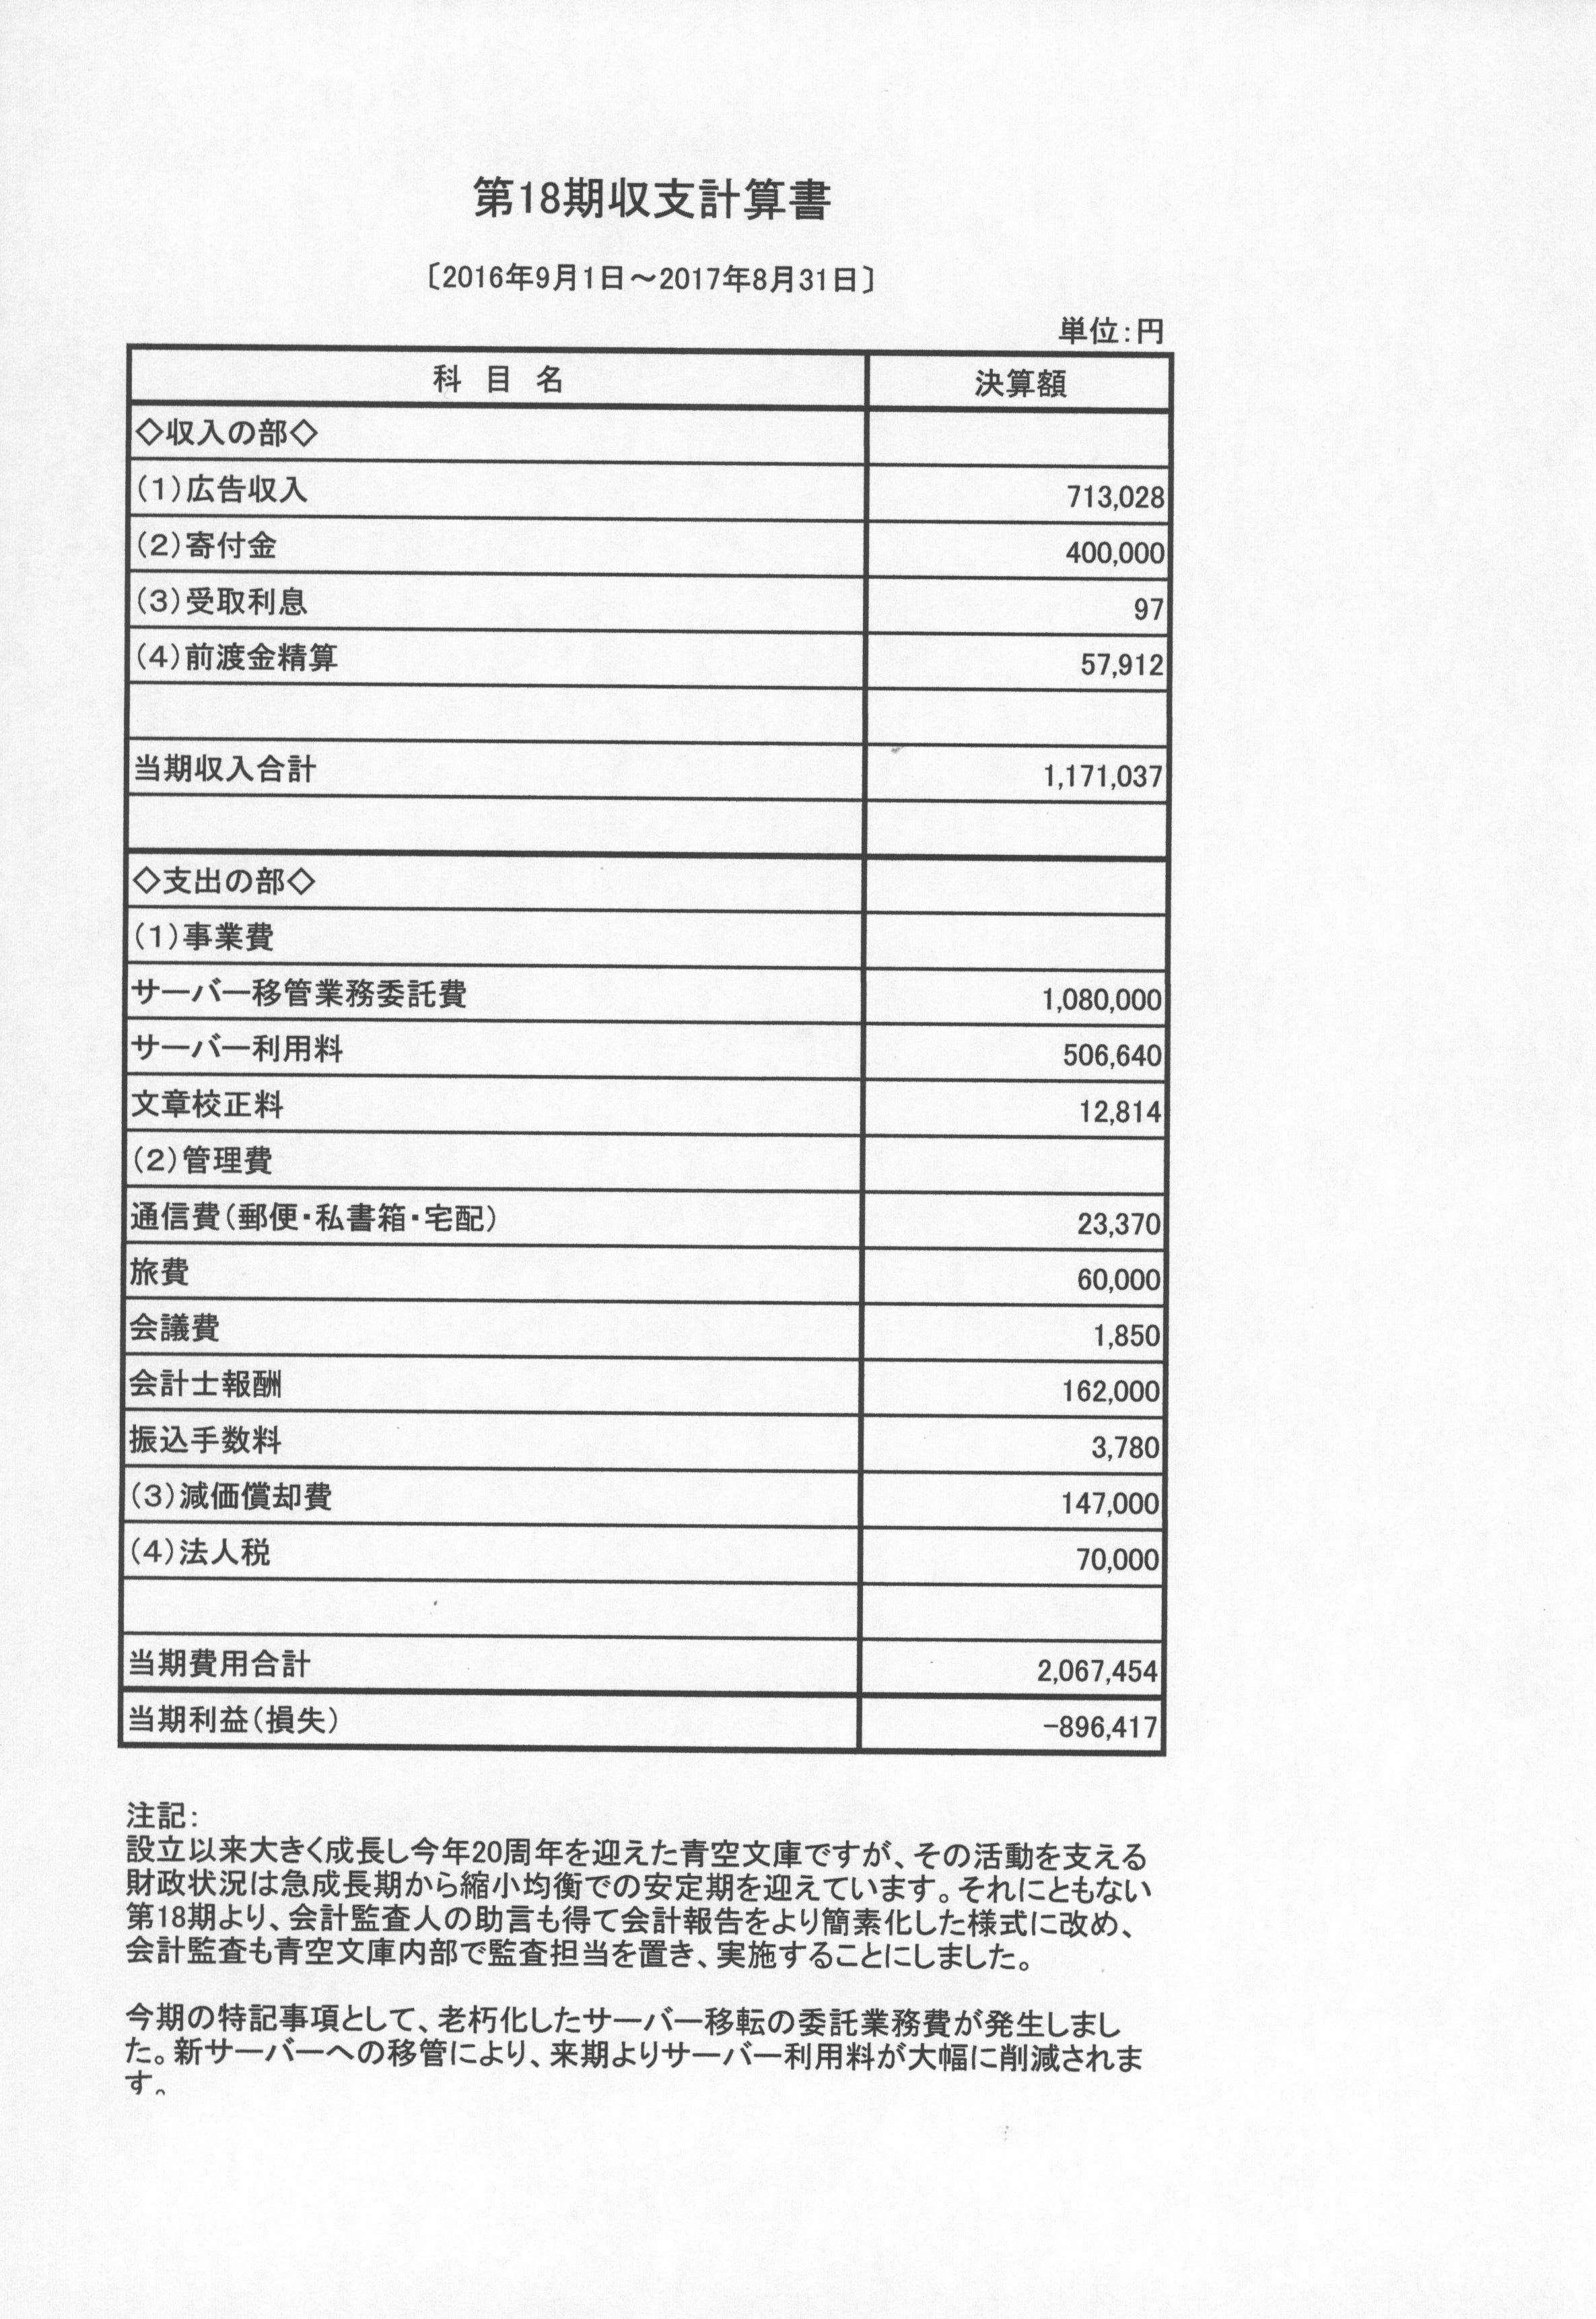 第18期収支計算書
〔2016年9月1日～2017年8月31日〕
単位：円
科 目 名 決算額
◇収入の部◇
（1）広告収入 713,028
（2）寄付金 400,000
（3）受取利息 97
（4）前渡金精算 57,912
当期収入合計 1,171,037
◇支出の部◇
（1）事業費
サーバー移管業務委託費 1,080,000
サーバー利用料 506,640
文章校正料 12,814
（2）管理費
通信費（郵便・私書箱・宅配） 23,370
旅費 60,000
会議費 1,850
会計士報酬 162,000
振込手数料 3,780
（3）減価償却費 147,000
（4）法人税 70,000
当期費用合計 2,067,454
当期利益（損失） -896,417
注記：
設立以来大きく成長し今年20周年を迎えた青空文庫ですが、その活動を支える
財政状況は急成長期から縮小均衡での安定期を迎えています。それにともない
第18期より、会計監査人の助言も得て会計報告をより簡素化した様式に改め、
会計監査も青空文庫内部で監査担当を置き、実施することにしました。
今期の特記事項として、老朽化したサーバー移転の委託業務費が発生しまし
た。新サーバーへの移管により、来期よりサーバー利用料が大幅に削減されま
す。